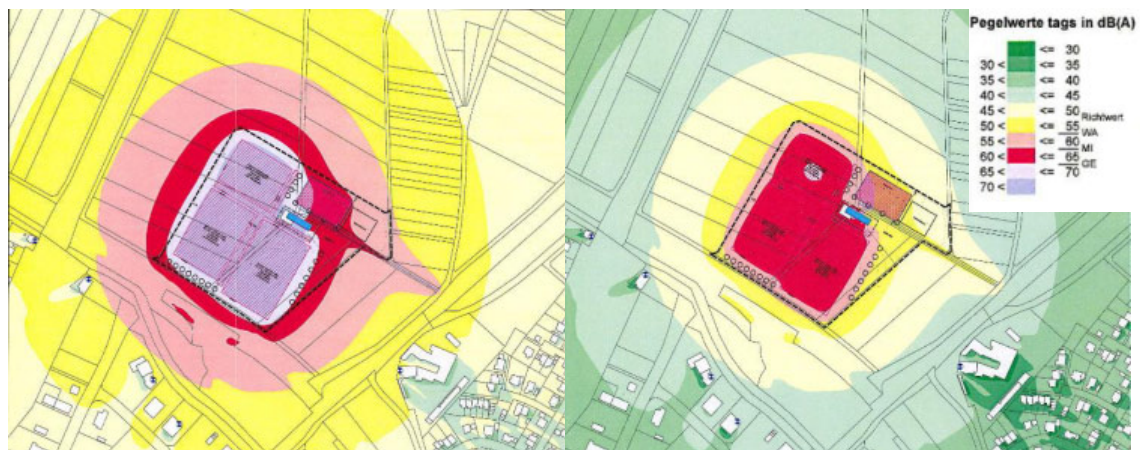 Pegelwerte tags in dB(A)
<= 30
30 < <= 35
35 < <= 40
40 < <= 45
45 < <= 50
Richtwert
50 < <= 55
WA
55 < <= 60
MI
60 < <= 65
GE
65 < <= 70
70 <